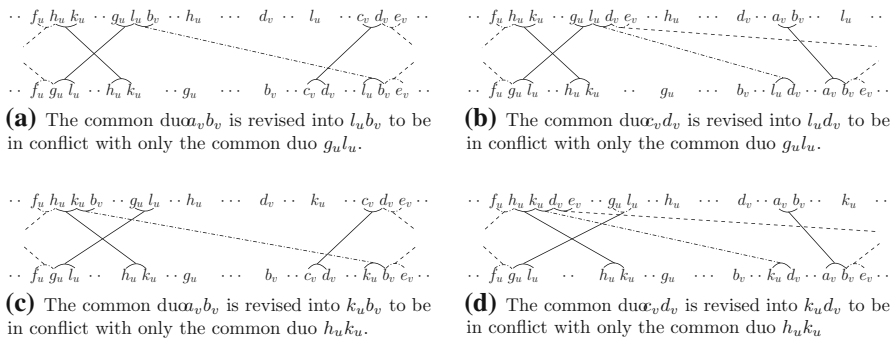 ·· f_u h_u k_u ·· g_u l_u b_v ·· h_u ··· d_v ·· l_u ·· c_v d_v ··
·· f_u g_u l_u ·· h_u k_u ·· g_u ··· b_v ·· c_v d_v ·· l_u b_v e_v ··
(a) The common duo a_v b_v is revised into l_u b_v to be
in conflict with only the common duo g_u l_u.
·· f_u h_u k_u ·· g_u l_u d_v e_v ·· h_u ··· d_v ·· a_v b_v ·· l_u ··
·· f_u g_u l_u ·· h_u k_u ·· g_u ··· b_v ·· l_u d_v ·· a_v b_v e_v ··
(b) The common duo c_v d_v is revised into l_u d_v to be
in conflict with only the common duo g_u l_u.
·· f_u h_u k_u b_v ·· g_u l_u ·· h_u ··· d_v ·· k_u ·· c_v d_v e_v ··
·· f_u g_u l_u ·· h_u k_u ·· g_u ··· b_v ·· c_v d_v ·· k_u b_v e_v ··
(c) The common duo a_v b_v is revised into k_u b_v to be
in conflict with only the common duo h_u k_u.
·· f_u h_u k_u d_v e_v ·· g_u l_u ·· h_u ··· d_v ·· a_v b_v ·· k_u ··
·· f_u g_u l_u ·· h_u k_u ·· g_u ··· b_v ·· k_u d_v ·· a_v b_v e_v ··
(d) The common duo c_v d_v is revised into k_u d_v to be
in conflict with only the common duo h_u k_u